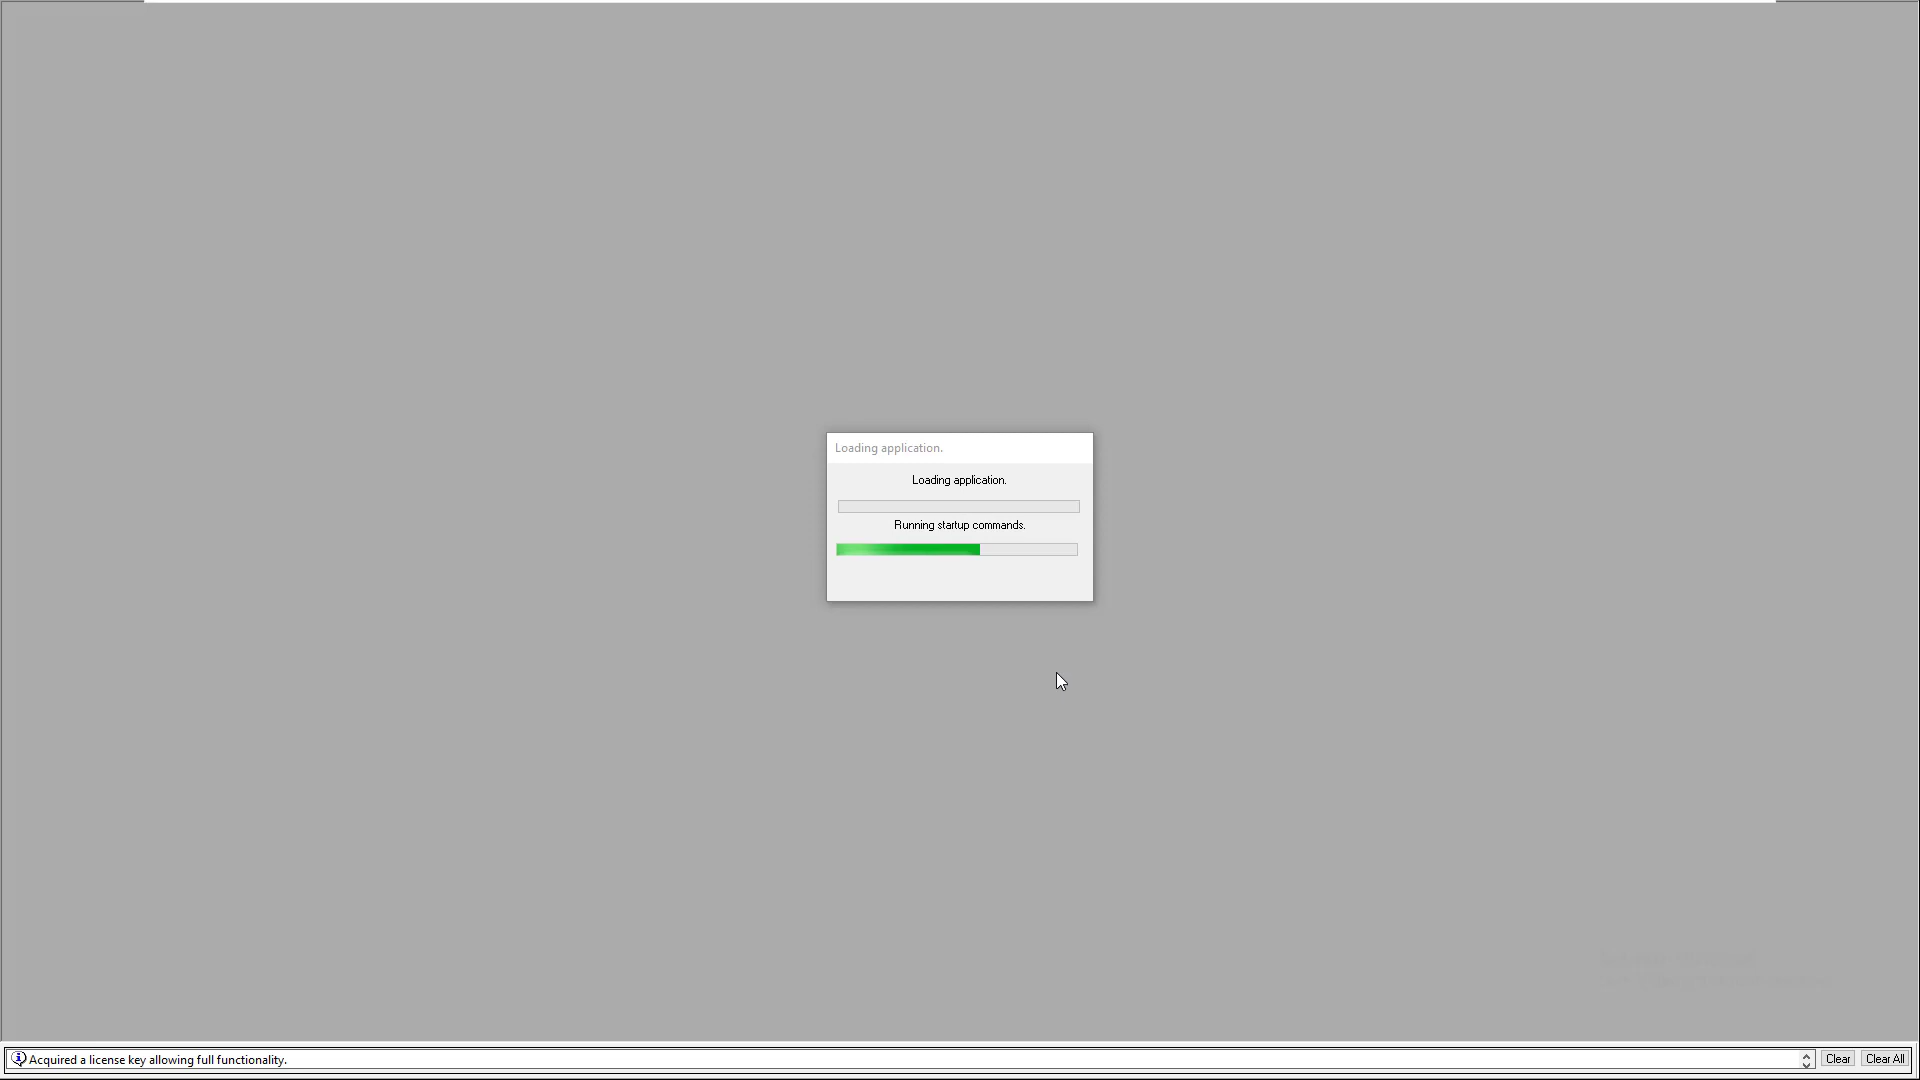 Loading application.
Loading application.
Running startup commands.
Acquired a license key allowing full functionality.
Clear
Clear All